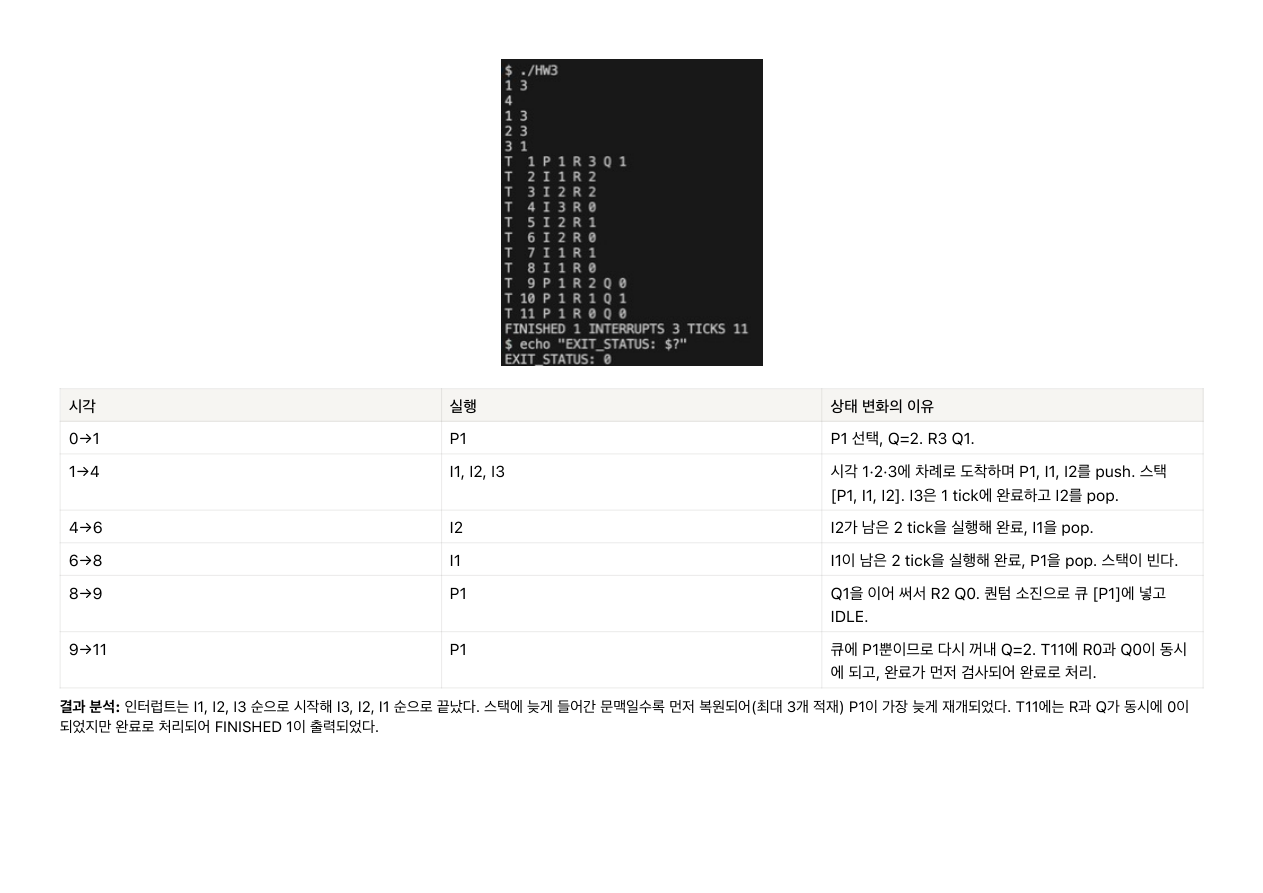 $ ./HW3
1 3
4
1 3
2 3
3 1
T  1 P 1 R 3 Q 1
T  2 I 1 R 2
T  3 I 2 R 2
T  4 I 3 R 0
T  5 I 2 R 1
T  6 I 2 R 0
T  7 I 1 R 1
T  8 I 1 R 0
T  9 P 1 R 2 Q 0
T 10 P 1 R 1 Q 1
T 11 P 1 R 0 Q 0
FINISHED 1 INTERRUPTS 3 TICKS 11
$ echo "EXIT_STATUS: $?"
EXIT_STATUS: 0
시각 실행 상태 변화의 이유
0→1 P1 P1 선택, Q=2. R3 Q1.
1→4 I1, I2, I3 시각 1·2·3에 차례로 도착하며 P1, I1, I2를 push. 스택
[P1, I1, I2]. I3은 1 tick에 완료하고 I2를 pop.
4→6 I2 I2가 남은 2 tick을 실행해 완료, I1을 pop.
6→8 I1 I1이 남은 2 tick을 실행해 완료, P1을 pop. 스택이 빈다.
8→9 P1 Q1을 이어 써서 R2 Q0. 퀀텀 소진으로 큐 [P1]에 넣고
IDLE.
9→11 P1 큐에 P1뿐이므로 다시 꺼내 Q=2. T11에 R0과 Q0이 동시
에 되고, 완료가 먼저 검사되어 완료로 처리.
결과 분석: 인터럽트는 I1, I2, I3 순으로 시작해 I3, I2, I1 순으로 끝났다. 스택에 늦게 들어간 문맥일수록 먼저 복원되어(최대 3개 적재) P1이 가장 늦게 재개되었다. T11에는 R과 Q가 동시에 0이
되었지만 완료로 처리되어 FINISHED 1이 출력되었다.